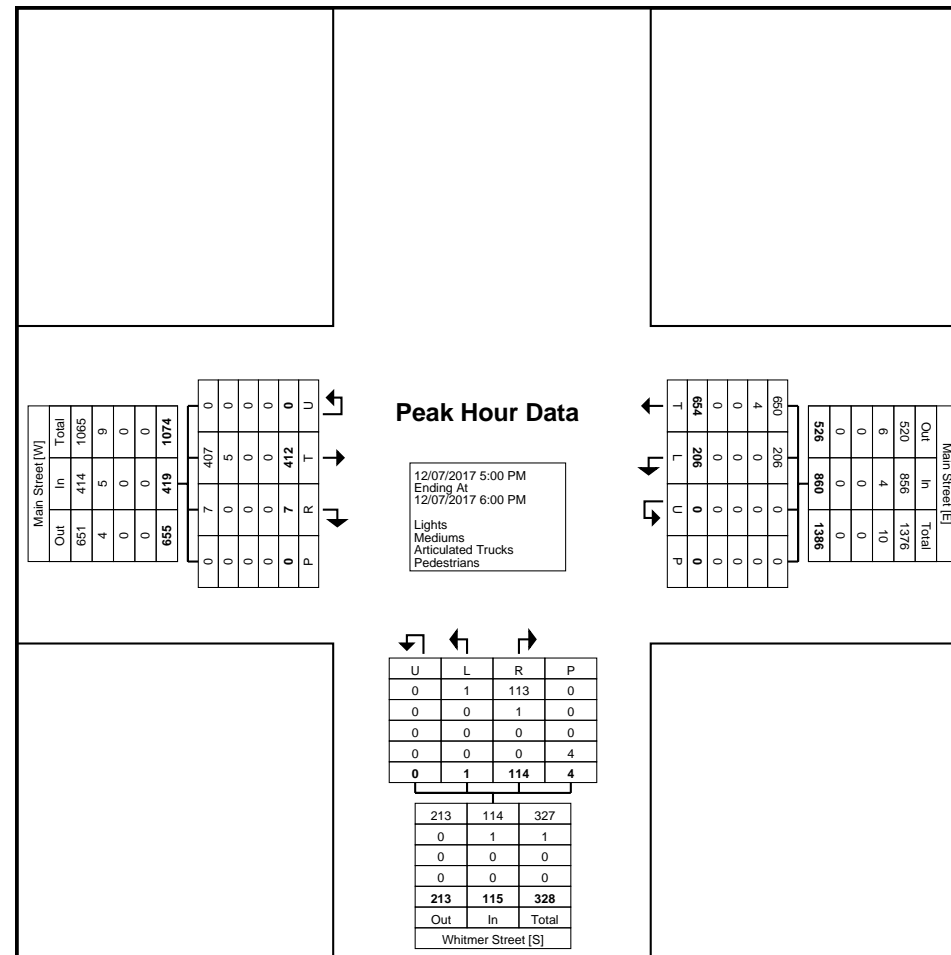 Peak Hour Data
12/07/2017 5:00 PM
Ending At
12/07/2017 6:00 PM
Lights
Mediums
Articulated Trucks
Pedestrians
Main Street [W]
Total 1065 9 0 0 1074
In 414 5 0 0 419
Out 651 4 0 0 655
0 0 0 0 0 U
407 5 0 0 412 T
7 0 0 0 7 R
0 0 0 0 0 P
T 654 0 0 4 650
L 206 0 0 0 206
U 0 0 0 0 0
P 0 0 0 0 0
526 0 0 6 520 Out
860 0 0 4 856 In
1386 0 0 10 1376 Total
Main Street [E]
U L R P
0 1 113 0
0 0 1 0
0 0 0 0
0 0 0 4
0 1 114 4
213 114 327
0 1 1
0 0 0
0 0 0
213 115 328
Out In Total
Whitmer Street [S]